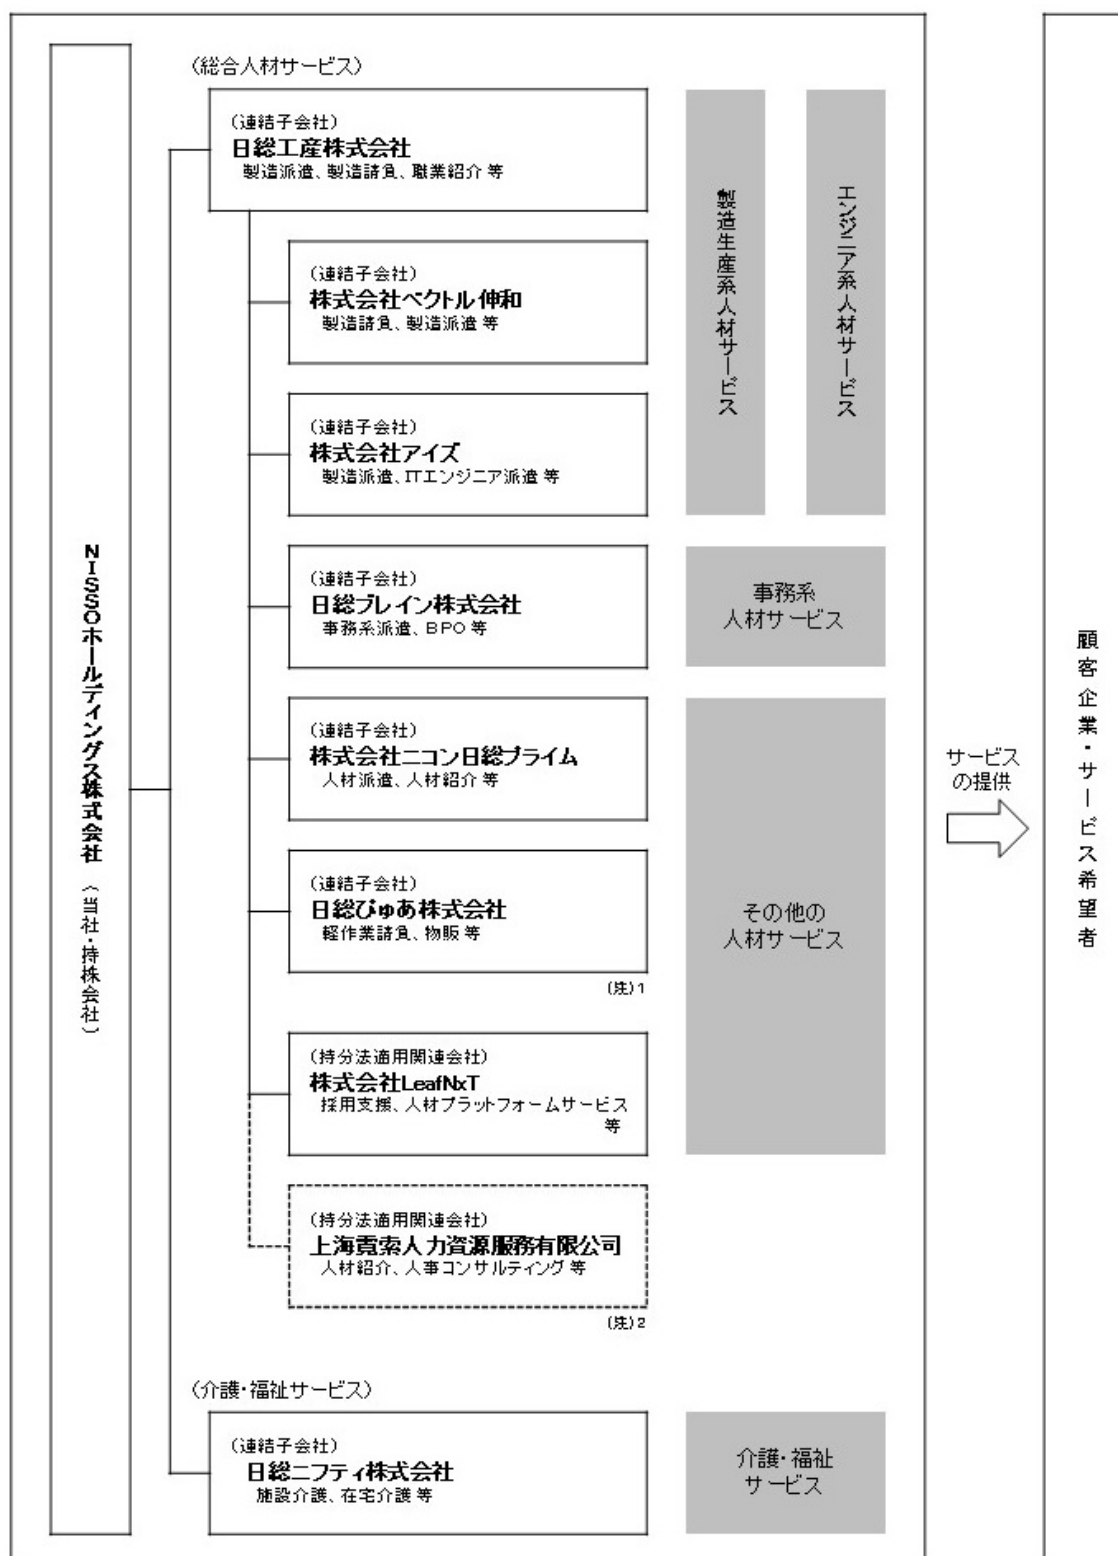 NISSOホールディングス株式会社（当社・持株会社）
（総合人材サービス）
（連結子会社）
日総工産株式会社
製造派遣、製造請負、職業紹介 等
（連結子会社）
株式会社ベクトル伸和
製造請負、製造派遣 等
（連結子会社）
株式会社アイズ
製造派遣、ITエンジニア派遣 等
製造生産系人材サービス
エンジニア系人材サービス
（連結子会社）
日総ブレイン株式会社
事務系派遣、BPO 等
事務系
人材サービス
（連結子会社）
株式会社ニコン日総プライム
人材派遣、人材紹介 等
（連結子会社）
日総ぴゅあ株式会社
軽作業請負、物販 等
(注)1
（持分法適用関連会社）
株式会社LeafNxT
採用支援、人材プラットフォームサービス
等
その他の
人材サービス
（持分法適用関連会社）
上海霓索人力資源服務有限公司
人材紹介、人事コンサルティング 等
(注)2
（介護・福祉サービス）
（連結子会社）
日総ニフティ株式会社
施設介護、在宅介護 等
介護・福祉
サービス
サービス
の提供
顧客企業・サービス希望者